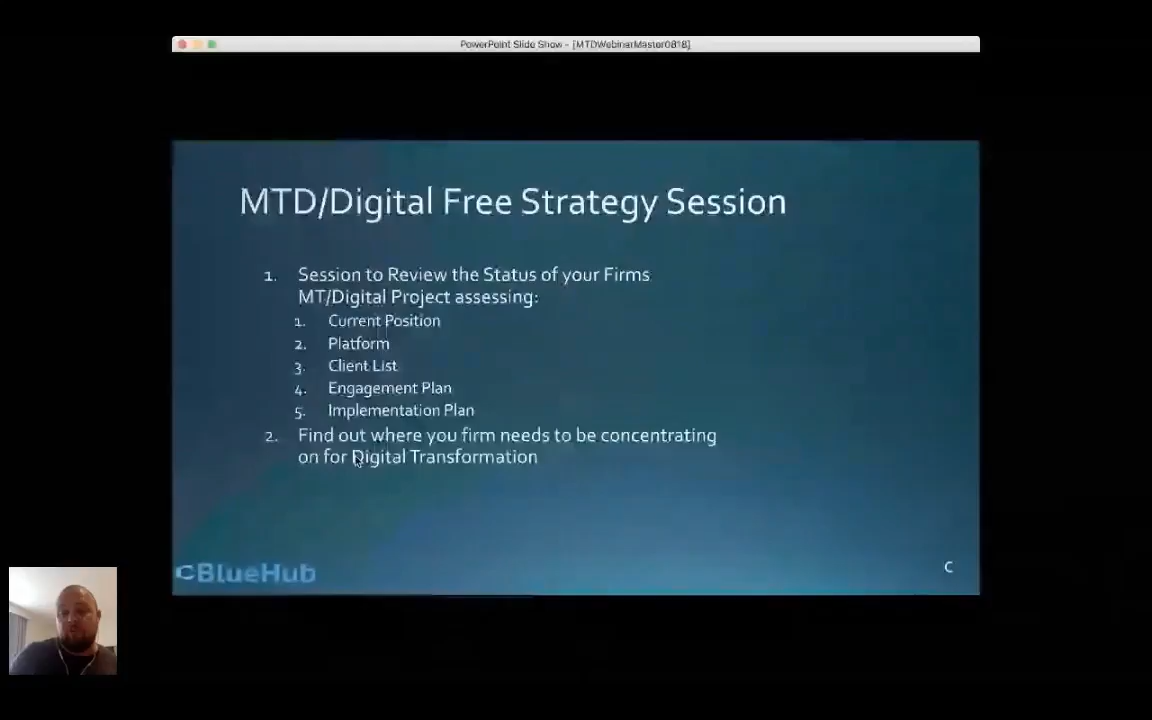 PowerPoint Slide Show - [MTDWebinarMaster0818]
MTD/Digital Free Strategy Session
1. Session to Review the Status of your Firms
MT/Digital Project assessing:
1. Current Position
2. Platform
3. Client List
4. Engagement Plan
5. Implementation Plan
2. Find out where you firm needs to be concentrating
on for Digital Transformation
BlueHub
C